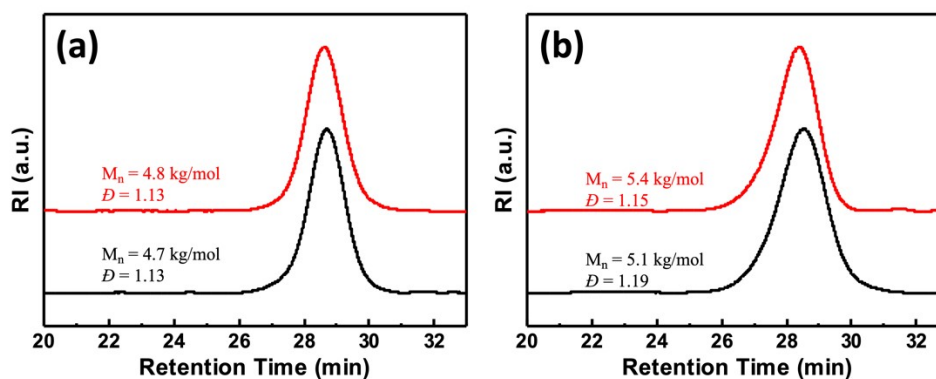 (a)
RI (a.u.)
Mₙ = 4.8 kg/mol
Đ = 1.13
Mₙ = 4.7 kg/mol
Đ = 1.13
20 22 24 26 28 30 32
Retention Time (min)
(b)
RI (a.u.)
Mₙ = 5.4 kg/mol
Đ = 1.15
Mₙ = 5.1 kg/mol
Đ = 1.19
20 22 24 26 28 30 32
Retention Time (min)